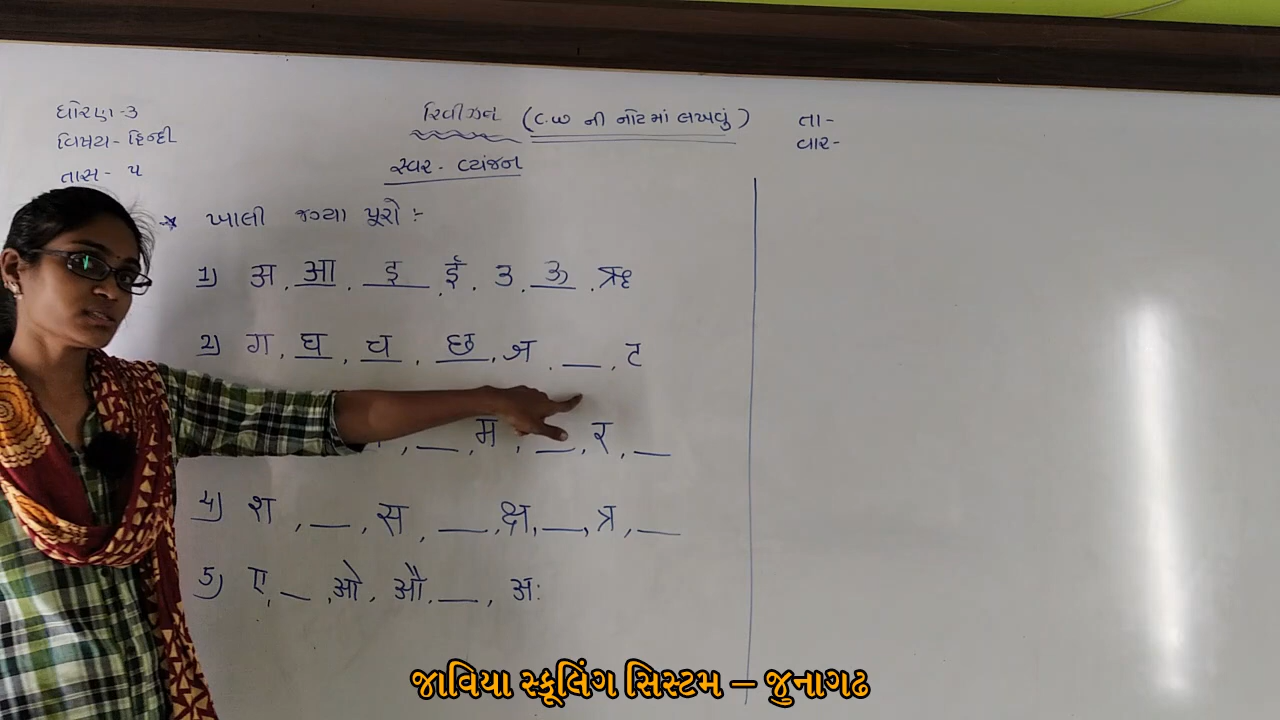 ધોરણ-૩
વિષય- હિન્દી
તાસ- ૫
રિવીઝન (C.W ની નોટમાં લખવું)
સ્વર - વ્યંજન
તા-
વાર-
* ખાલી જગ્યા પૂરો :-
1) अ, आ, इ, ई, उ, ऊ, ऋ
2) ग, घ, च, छ, ज, __, ट
, __, म, __, र, __
4) श, __, स, __, क्ष, __, त्र, __
5) ए, __, ओ, औ, __, अः
જાવિયા સ્કૂલિંગ સિસ્ટમ – જુનાગઢ